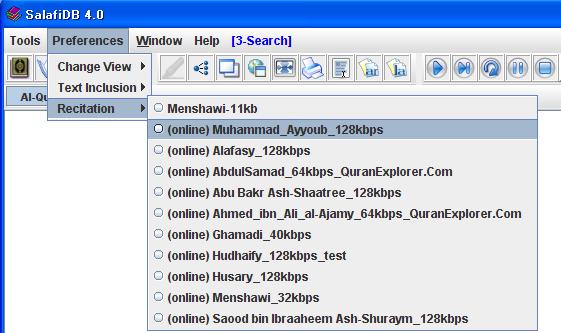 SalafiDB 4.0
Tools Preferences Window Help [3-Search]
Change View
Text Inclusion
Recitation
Al-Qu
Menshawi-11kb
(online) Muhammad_Ayyoub_128kbps
(online) Alafasy_128kbps
(online) AbdulSamad_64kbps_QuranExplorer.Com
(online) Abu Bakr Ash-Shaatree_128kbps
(online) Ahmed_ibn_Ali_al-Ajamy_64kbps_QuranExplorer.Com
(online) Ghamadi_40kbps
(online) Hudhaify_128kbps_test
(online) Husary_128kbps
(online) Menshawi_32kbps
(online) Saood bin Ibraaheem Ash-Shuraym_128kbps